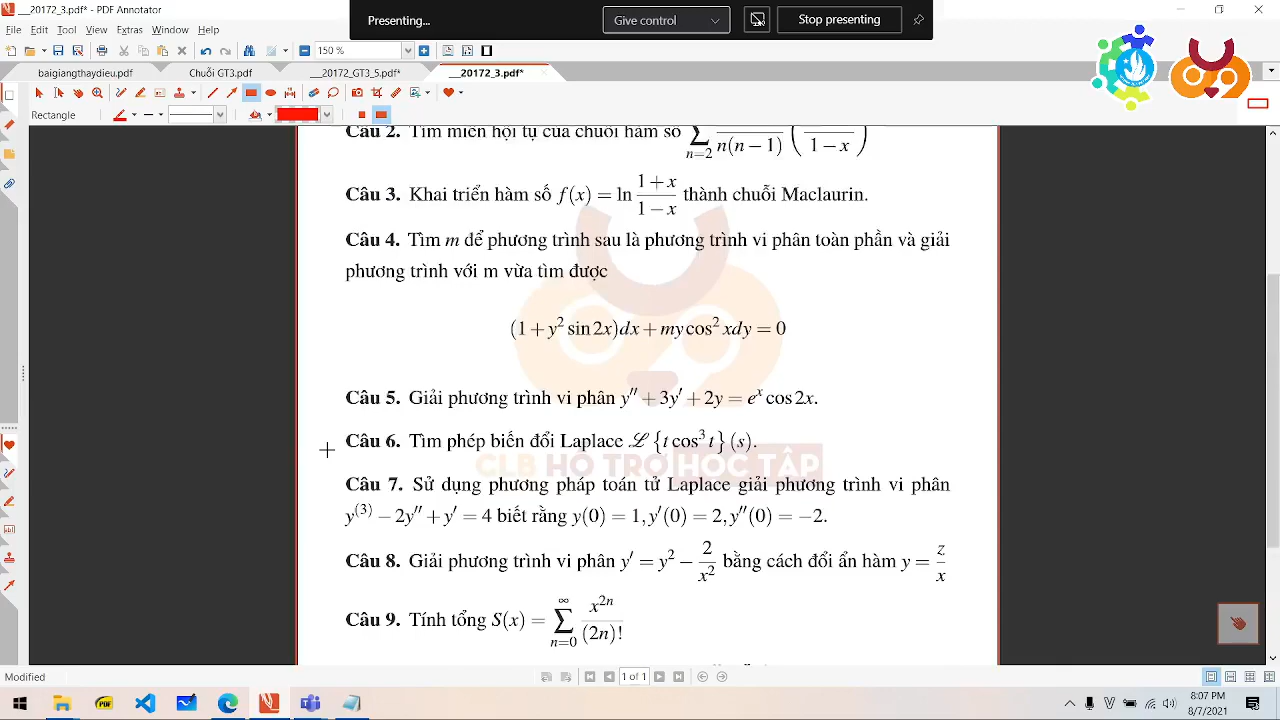 __20172_3.pdf* - PDF Annotator
Presenting...
Give control
Stop presenting
Window Help
150 %
baigiangthaydieu.pdf
Chuỗi GT3.pdf
__20172_GT3_5.pdf*
__20172_3.pdf*
Rectangle
Câu 2. Tìm miền hội tụ của chuỗi hàm số ∑ n=2 n(n − 1) ( 1 − x )
Câu 3. Khai triển hàm số f(x) = ln (1 + x)/(1 − x) thành chuỗi Maclaurin.
Câu 4. Tìm m để phương trình sau là phương trình vi phân toàn phần và giải
phương trình với m vừa tìm được
(1 + y² sin 2x)dx + my cos² xdy = 0
Câu 5. Giải phương trình vi phân y″ + 3y′ + 2y = eˣ cos 2x.
Câu 6. Tìm phép biến đổi Laplace ℒ {t cos³ t} (s).
CLB HỖ TRỢ HỌC TẬP
Câu 7. Sử dụng phương pháp toán tử Laplace giải phương trình vi phân
y⁽³⁾ − 2y″ + y′ = 4 biết rằng y(0) = 1, y′(0) = 2, y″(0) = −2.
Câu 8. Giải phương trình vi phân y′ = y² − 2/x² bằng cách đổi ẩn hàm y = z/x
Câu 9. Tính tổng S(x) = ∑ n=0 ∞ x²ⁿ/(2n)!
Modified
1 of 1
8:07 PM
8/7/2021